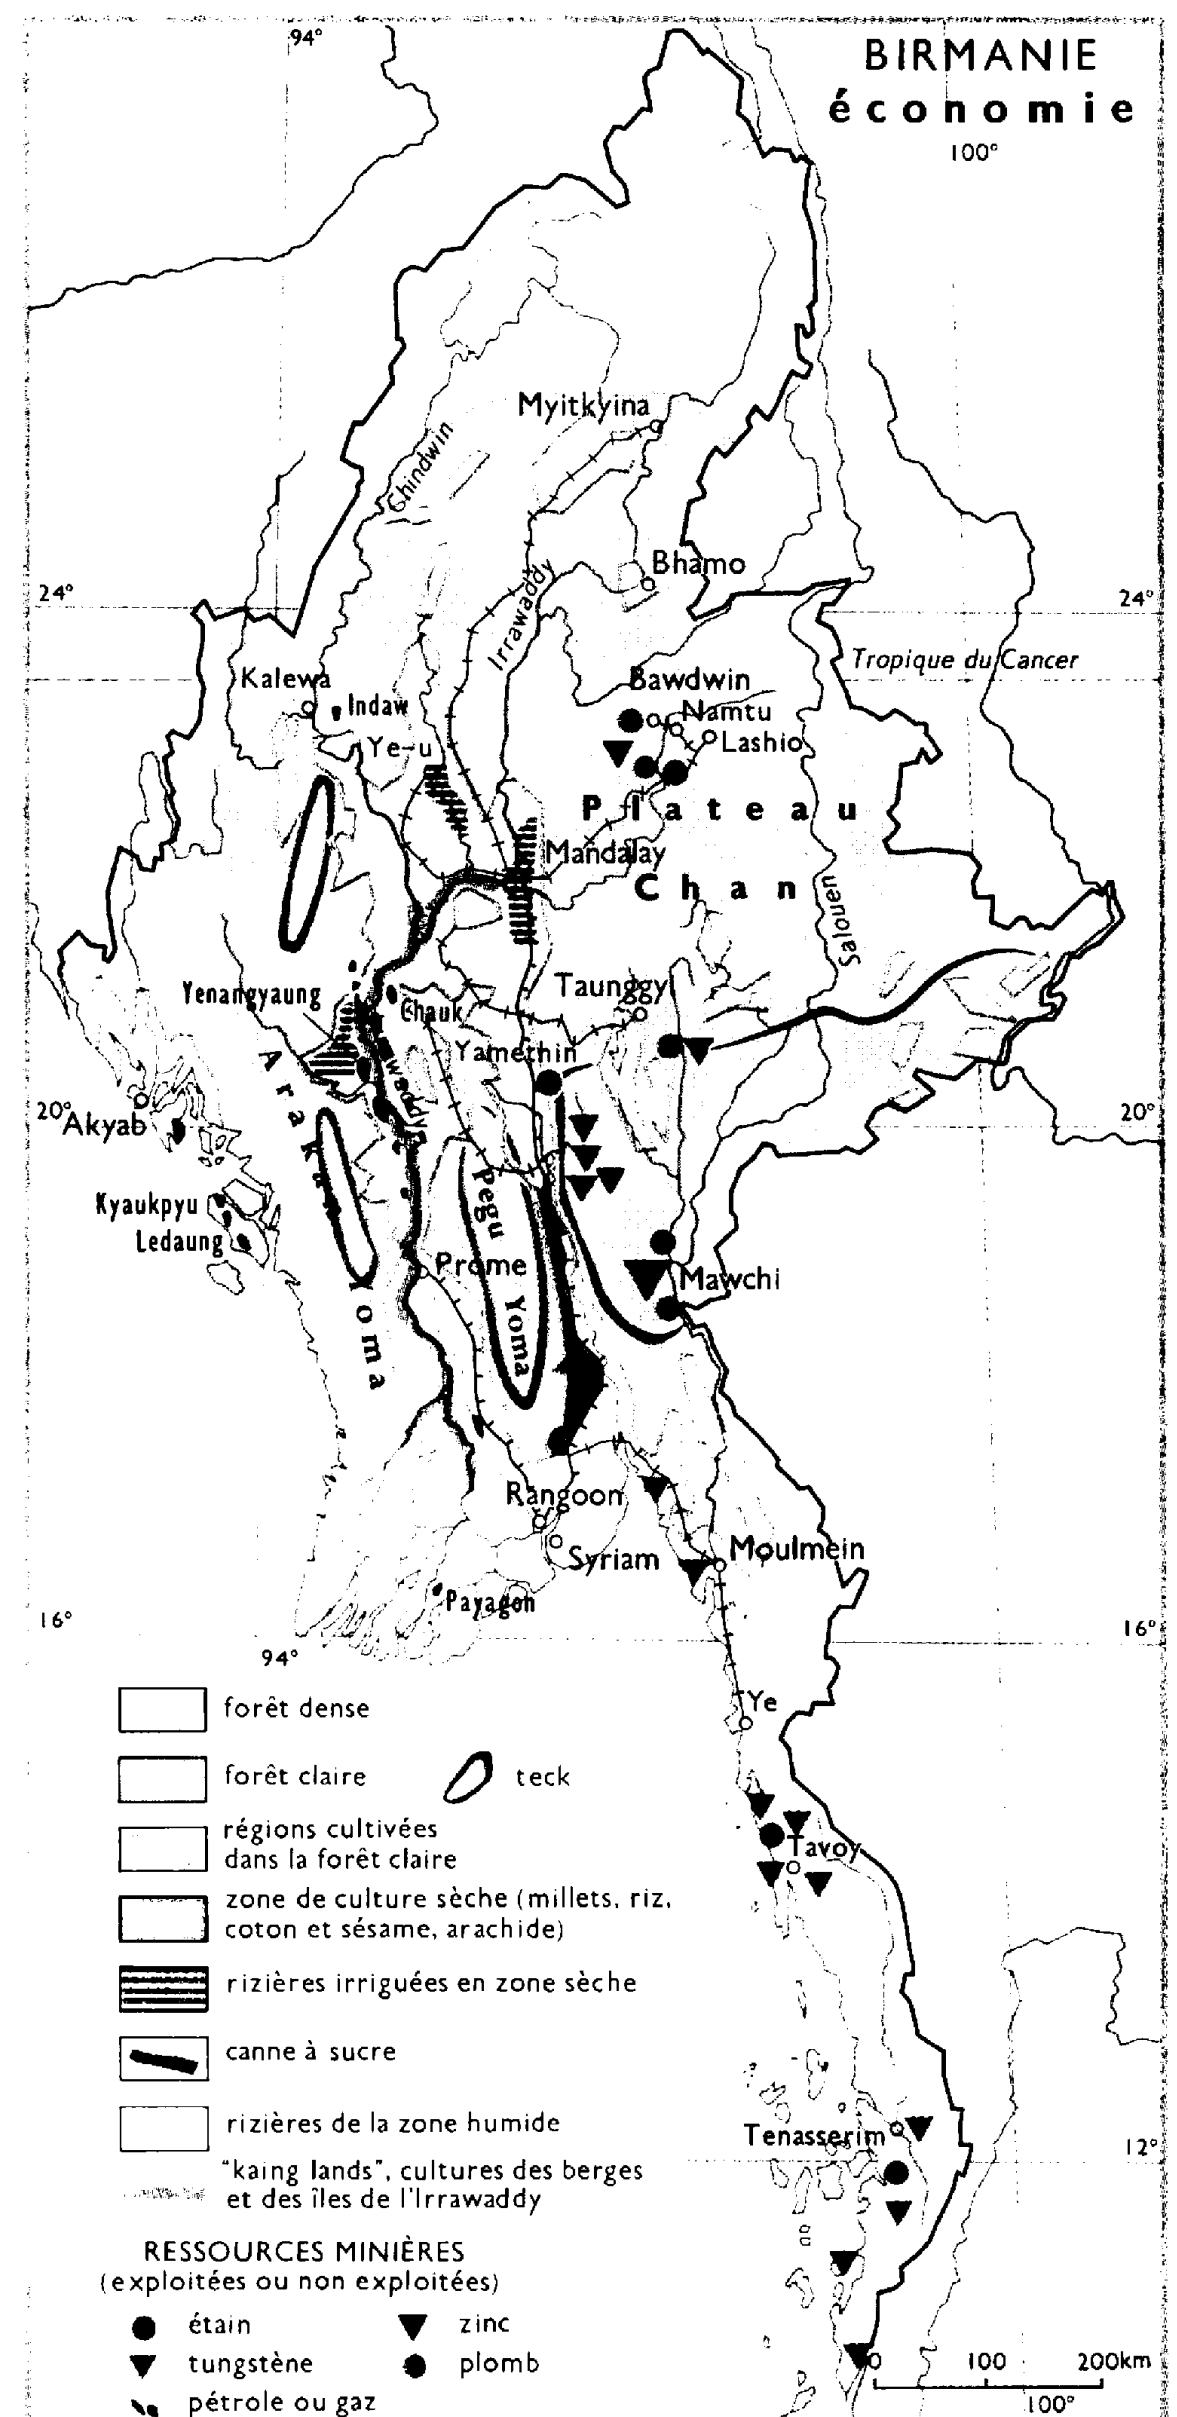 94°
BIRMANIE
économie
100°
Myitkyina
Chindwin
Bhamo
24°
24°
Irrawaddy
Tropique du Cancer
Kalewa
Bawdwin
Indaw
Namtu
Ye-u
Lashio
Plateau
Mandalay
Chan
Salouen
Yenangyaung
Chauk
Taunggyi
Yamethin
Arakan Yoma
20°
Akyab
20°
Pegu Yoma
Kyaukpyu
Ledaung
Prome
Mawchi
Rangoon
Syriam
Moulmein
Payagon
16°
16°
94°
Ye
forêt dense
forêt claire
teck
régions cultivées
dans la forêt claire
Tavoy
zone de culture sèche (millets, riz,
coton et sésame, arachide)
rizières irriguées en zone sèche
canne à sucre
rizières de la zone humide
Tenasserim
12°
"kaing lands", cultures des berges
et des îles de l'Irrawaddy
RESSOURCES MINIÈRES
(exploitées ou non exploitées)
étain
zinc
tungstène
plomb
pétrole ou gaz
0 100 200km
100°